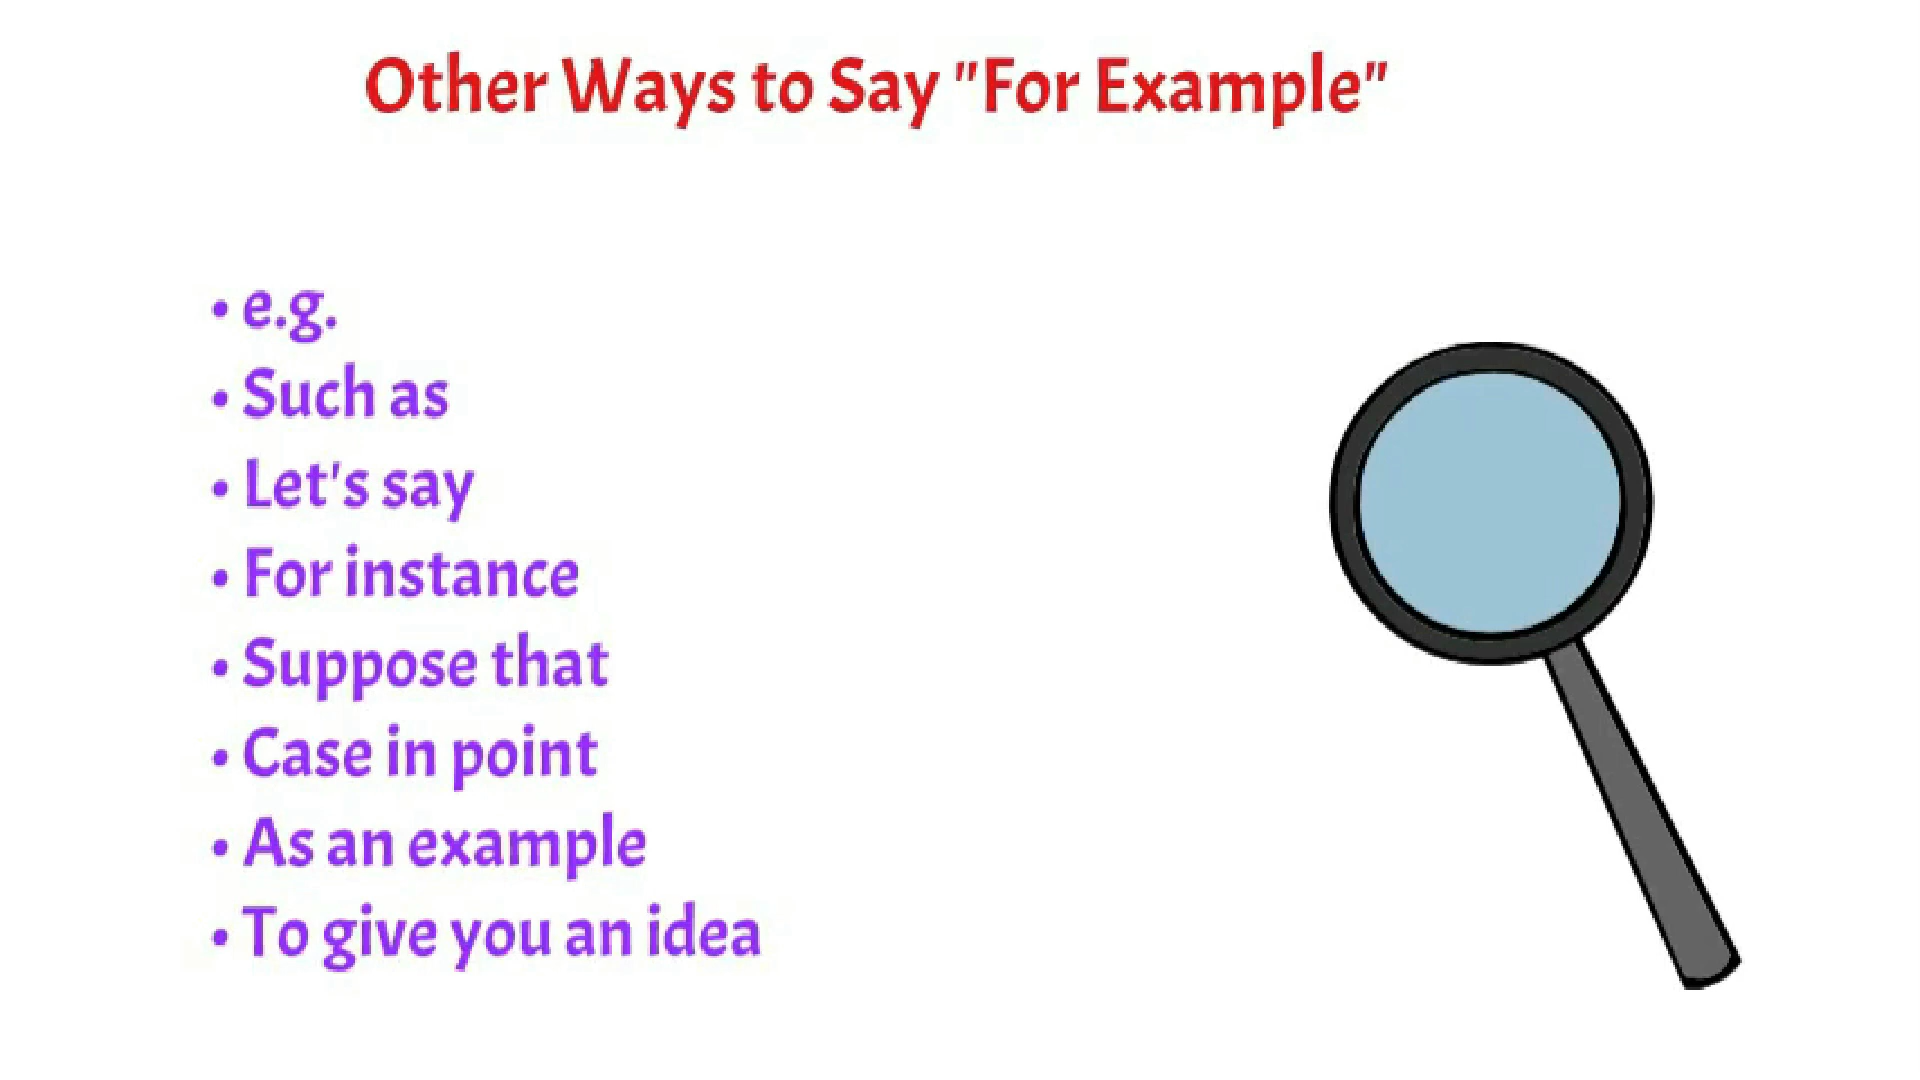 Other Ways to Say "For Example"
• e.g.
• Such as
• Let's say
• For instance
• Suppose that
• Case in point
• As an example
• To give you an idea